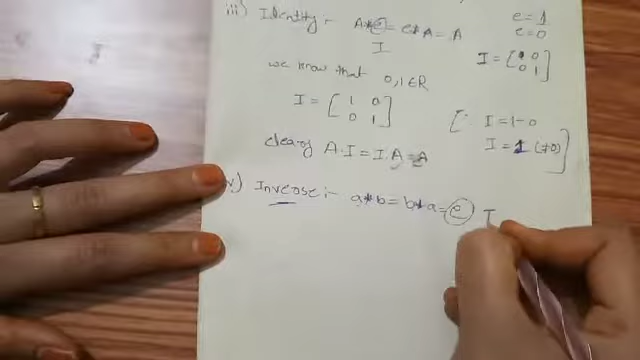 iii) Identity :- A*e = e*A = A
e = 1
e = 0
I
I = [1 0
0 1]
we know that 0,1 ∈ R
I = [1 0
0 1]
[∵ I = 1-0
I = 1 (≠0)]
clearly A·I = I·A = A
iv) Inverse :- a*b = b*a = e I